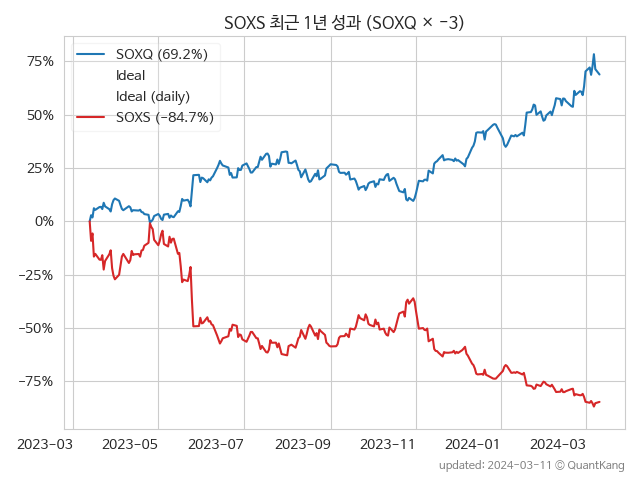 SOXS 최근 1년 성과 (SOXQ × −3)
SOXQ (69.2%)
Ideal
Ideal (daily)
SOXS (−84.7%)
75%
50%
25%
0%
−25%
−50%
−75%
2023−03
2023−05
2023−07
2023−09
2023−11
2024−01
2024−03
updated: 2024−03−11 © QuantKang